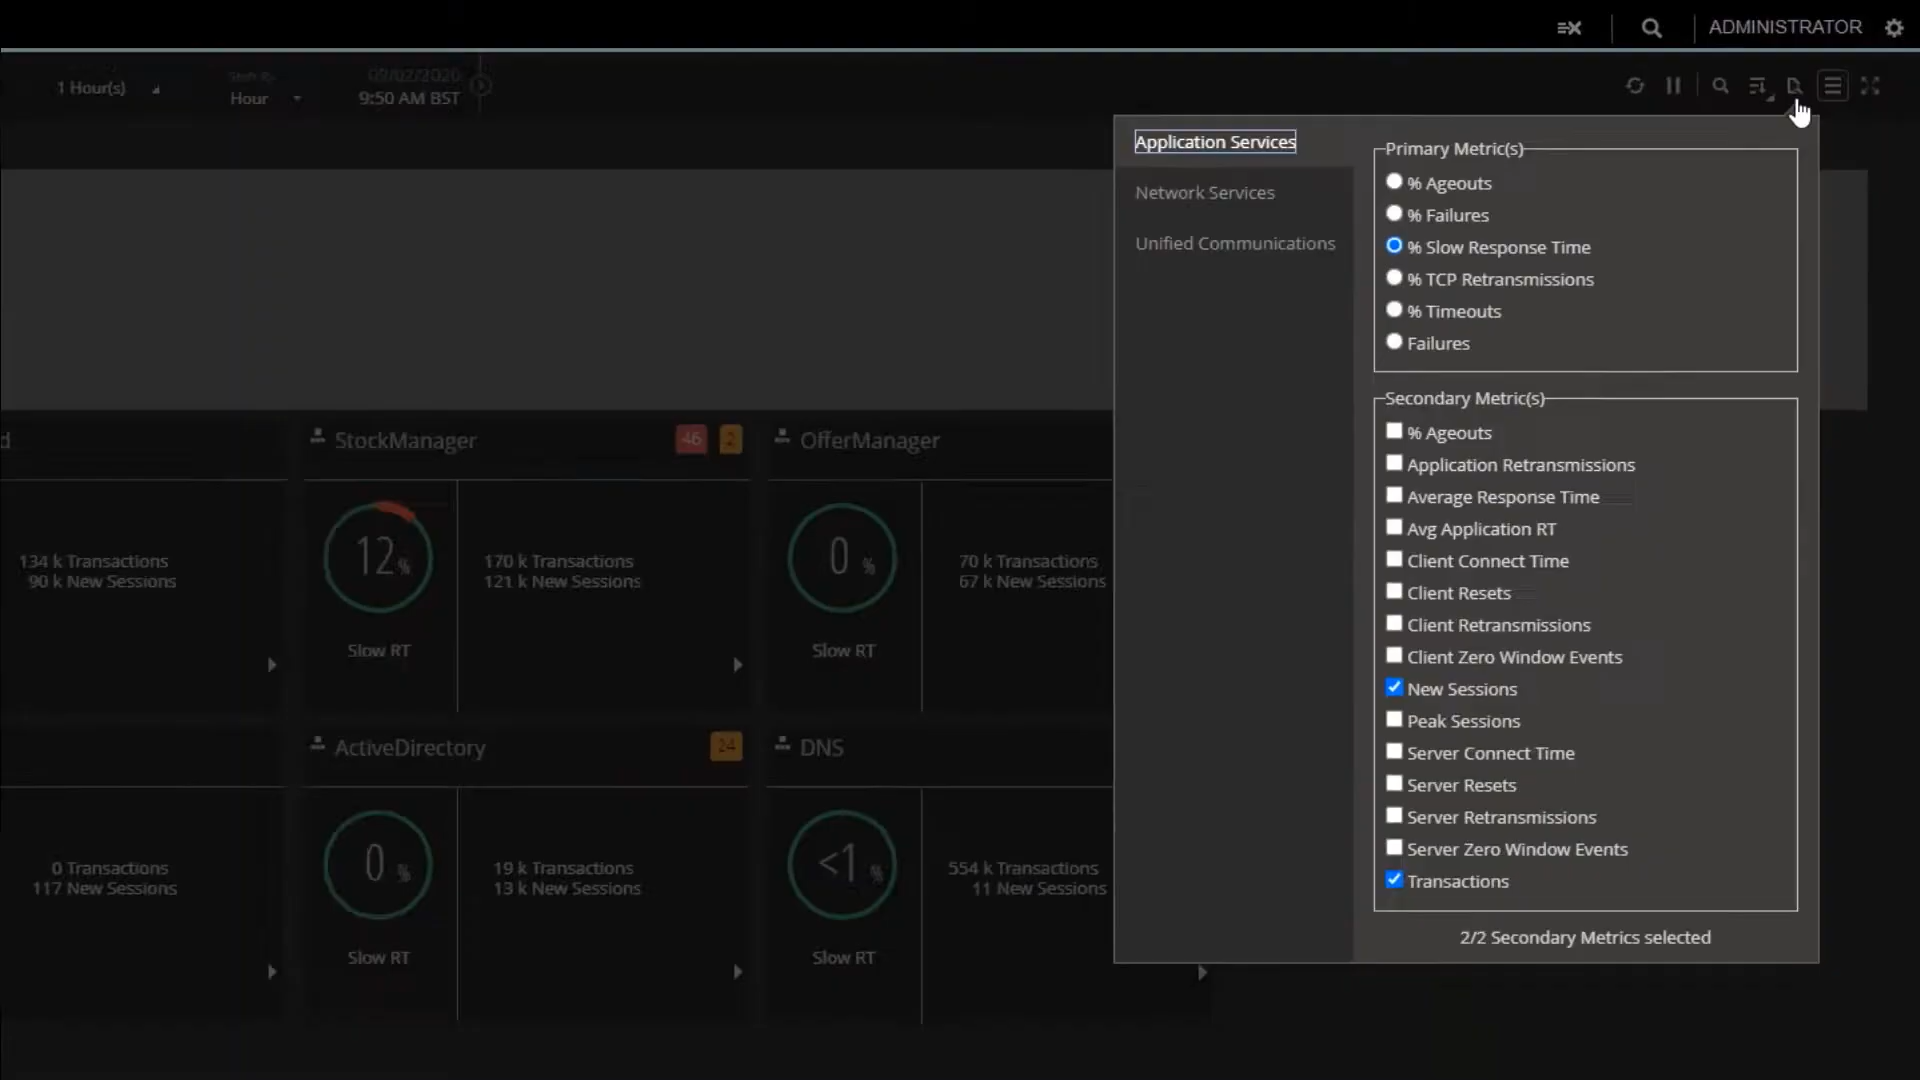 ADMINISTRATOR
1 Hour(s)
Shift By
Hour
09/02/2020
9:50 AM BST
Application Services
Network Services
Unified Communications
Primary Metric(s)
% Ageouts
% Failures
% Slow Response Time
% TCP Retransmissions
% Timeouts
Failures
Secondary Metric(s)
% Ageouts
Application Retransmissions
Average Response Time
Avg Application RT
Client Connect Time
Client Resets
Client Retransmissions
Client Zero Window Events
New Sessions
Peak Sessions
Server Connect Time
Server Resets
Server Retransmissions
Server Zero Window Events
Transactions
2/2 Secondary Metrics selected
d
134 k Transactions
90 k New Sessions
StockManager
46
2
12 %
Slow RT
170 k Transactions
121 k New Sessions
OfferManager
0 %
Slow RT
70 k Transactions
67 k New Sessions
0 Transactions
117 New Sessions
ActiveDirectory
24
0 %
Slow RT
19 k Transactions
13 k New Sessions
DNS
<1 %
Slow RT
554 k Transactions
11 New Sessions